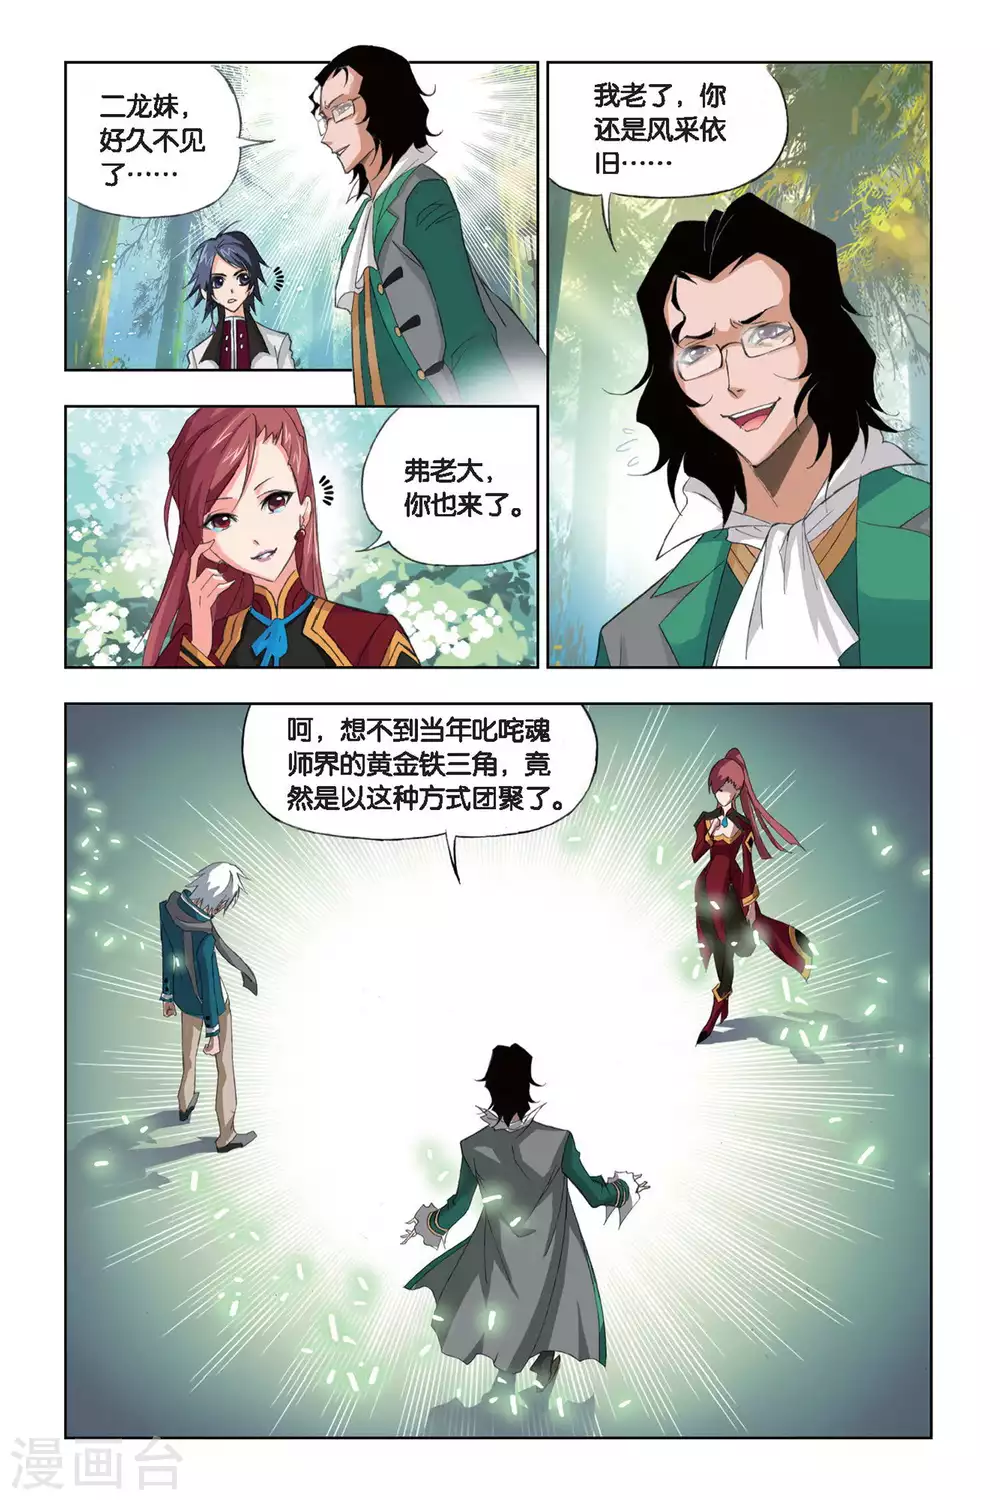 二龙妹，
好久不见
了……
弗老大，
你也来了。
我老了，你
还是风采依
旧……
呵，想不到当年叱咤魂
师界的黄金铁三角，竟
然是以这种方式团聚了。
漫画台